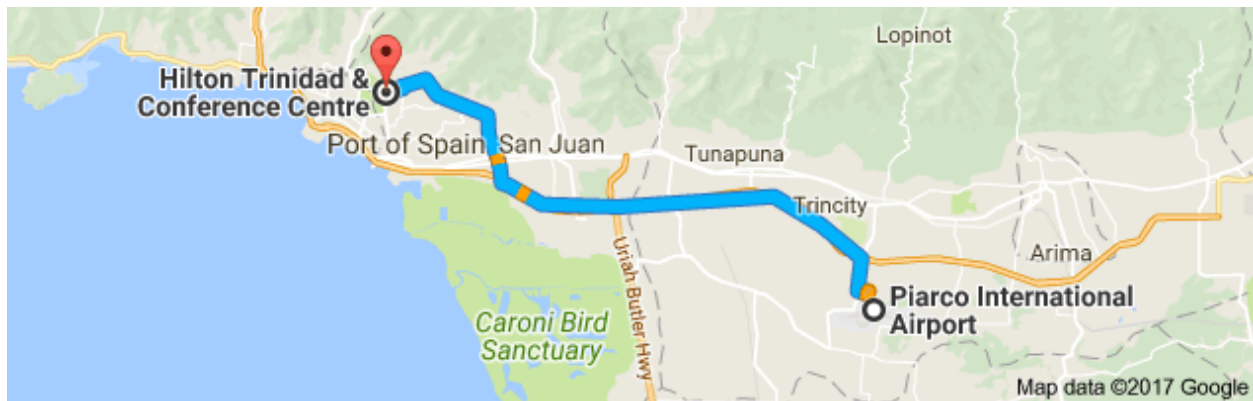 Lopinot
Hilton Trinidad &
Conference Centre
Port of Spain
San Juan
Tunapuna
Trincity
Arima
Uriah Butler Hwy
Piarco International
Airport
Caroni Bird
Sanctuary
Map data ©2017 Google